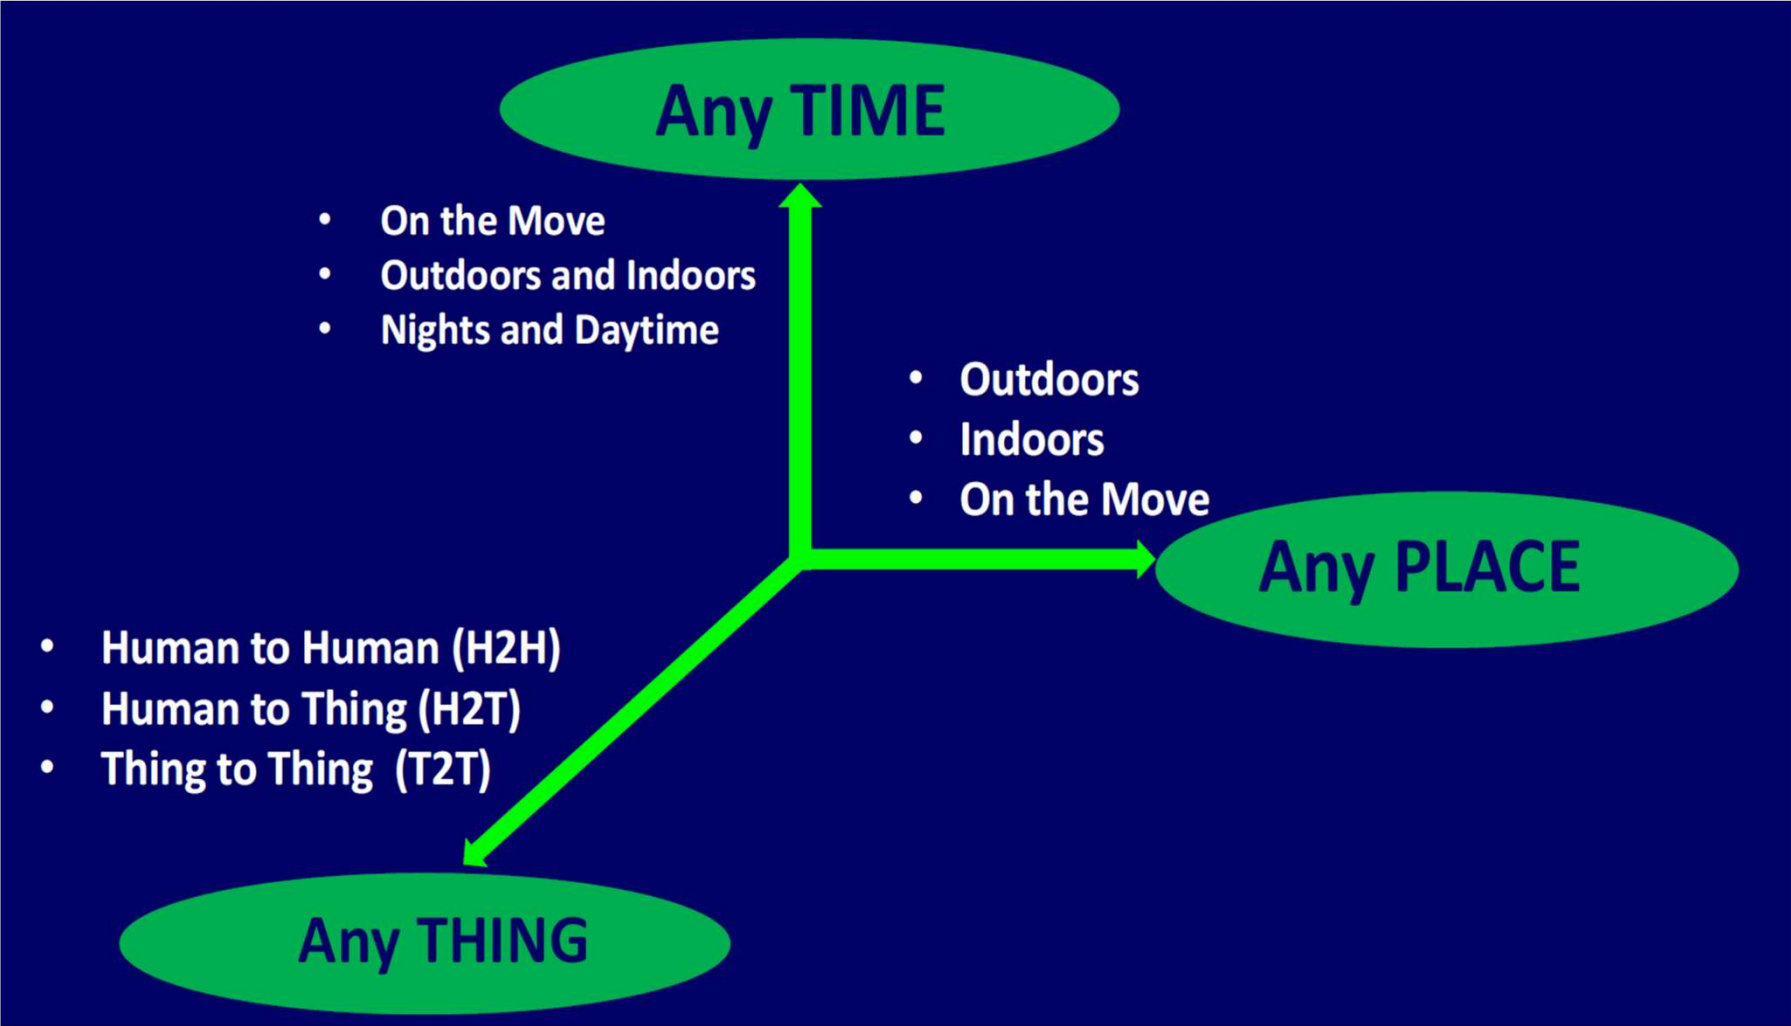 Any TIME
• On the Move
• Outdoors and Indoors
• Nights and Daytime
• Outdoors
• Indoors
• On the Move
Any PLACE
• Human to Human (H2H)
• Human to Thing (H2T)
• Thing to Thing (T2T)
Any THING